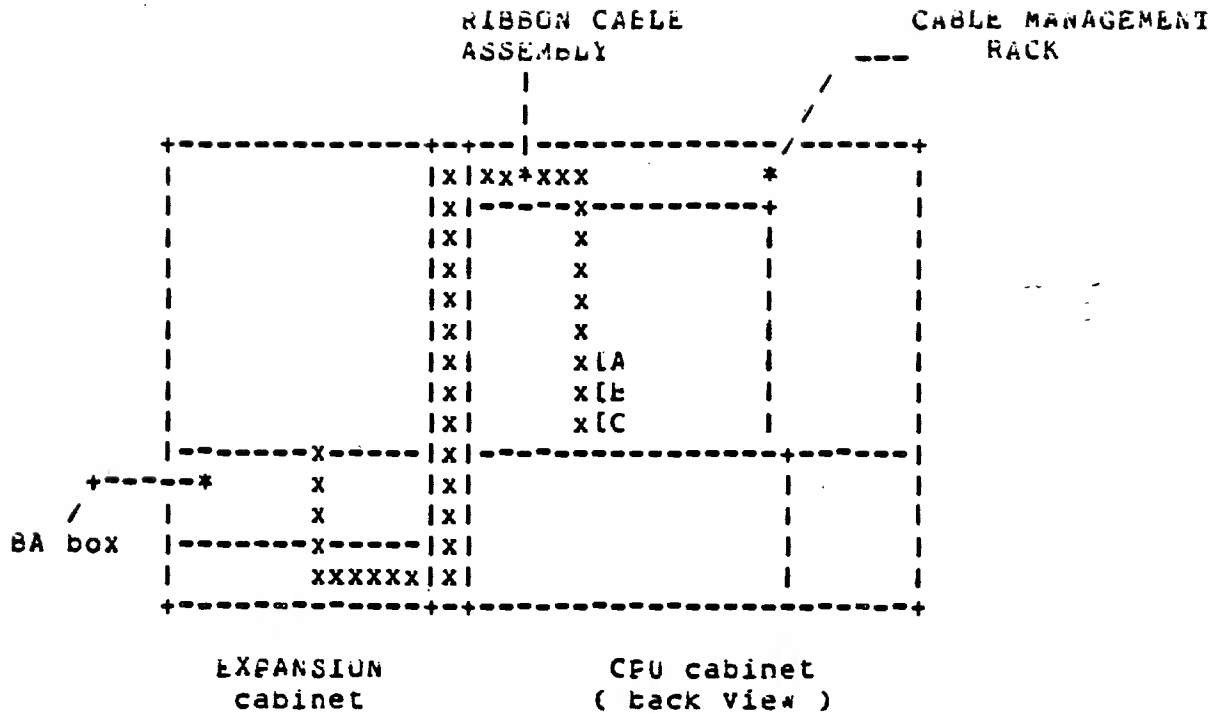 RIBBON CABLE
ASSEMBLY
CABLE MANAGEMENT
RACK
[A
[B
[C
BA box
EXPANSION
cabinet
CPU cabinet
( back view )